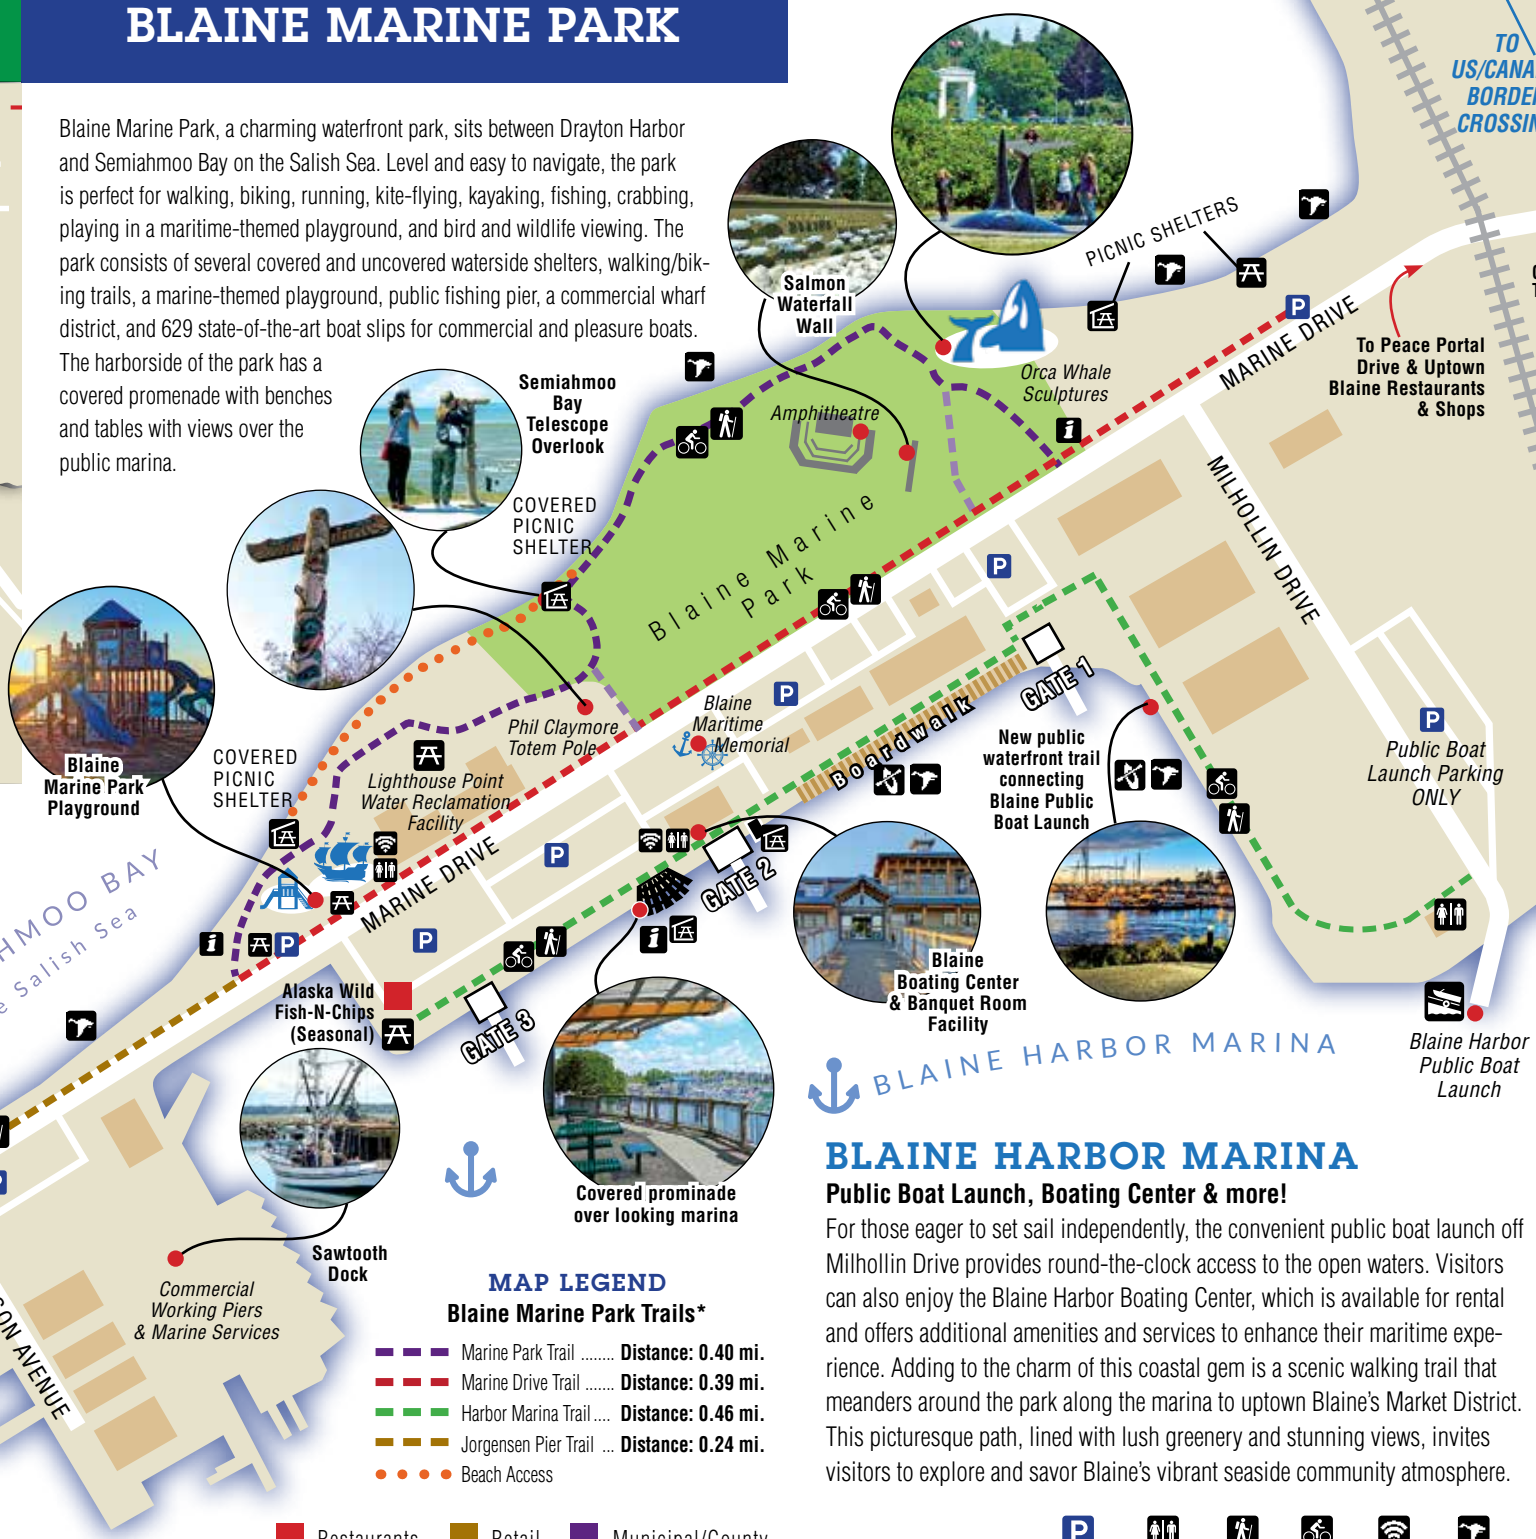 BLAINE MARINE PARK
Blaine Marine Park, a charming waterfront park, sits between Drayton Harbor
and Semiahmoo Bay on the Salish Sea. Level and easy to navigate, the park
is perfect for walking, biking, running, kite-flying, kayaking, fishing, crabbing,
playing in a maritime-themed playground, and bird and wildlife viewing. The
park consists of several covered and uncovered waterside shelters, walking/bik-
ing trails, a marine-themed playground, public fishing pier, a commercial wharf
district, and 629 state-of-the-art boat slips for commercial and pleasure boats.
The harborside of the park has a
covered promenade with benches
and tables with views over the
public marina.
TO
US/CANA
BORDE
CROSSIN
PICNIC SHELTERS
Salmon
Waterfall
Wall
Semiahmoo
Bay
Telescope
Overlook
COVERED
PICNIC
SHELTER
Amphitheatre
Orca Whale
Sculptures
MARINE DRIVE
To Peace Portal
Drive & Uptown
Blaine Restaurants
& Shops
MILHOLLIN DRIVE
Blaine Marine
Park
Phil Claymore
Totem Pole
Blaine
Maritime
Memorial
Boardwalk
GATE 1
New public
waterfront trail
connecting
Blaine Public
Boat Launch
Public Boat
Launch Parking
ONLY
Blaine
Marine Park
Playground
COVERED
PICNIC
SHELTER
Lighthouse Point
Water Reclamation
Facility
MARINE DRIVE
GATE 2
HMOO BAY
e Salish Sea
Alaska Wild
Fish-N-Chips
(Seasonal)
GATE 3
Blaine
Boating Center
& Banquet Room
Facility
BLAINE HARBOR MARINA
Blaine Harbor
Public Boat
Launch
Covered prominade
over looking marina
Sawtooth
Dock
Commercial
Working Piers
& Marine Services
SON AVENUE
MAP LEGEND
Blaine Marine Park Trails*
Marine Park Trail ........ Distance: 0.40 mi.
Marine Drive Trail ....... Distance: 0.39 mi.
Harbor Marina Trail .... Distance: 0.46 mi.
Jorgensen Pier Trail ... Distance: 0.24 mi.
Beach Access
Restaurants
Retail
Municipal/County
BLAINE HARBOR MARINA
Public Boat Launch, Boating Center & more!
For those eager to set sail independently, the convenient public boat launch off
Milhollin Drive provides round-the-clock access to the open waters. Visitors
can also enjoy the Blaine Harbor Boating Center, which is available for rental
and offers additional amenities and services to enhance their maritime expe-
rience. Adding to the charm of this coastal gem is a scenic walking trail that
meanders around the park along the marina to uptown Blaine's Market District.
This picturesque path, lined with lush greenery and stunning views, invites
visitors to explore and savor Blaine's vibrant seaside community atmosphere.